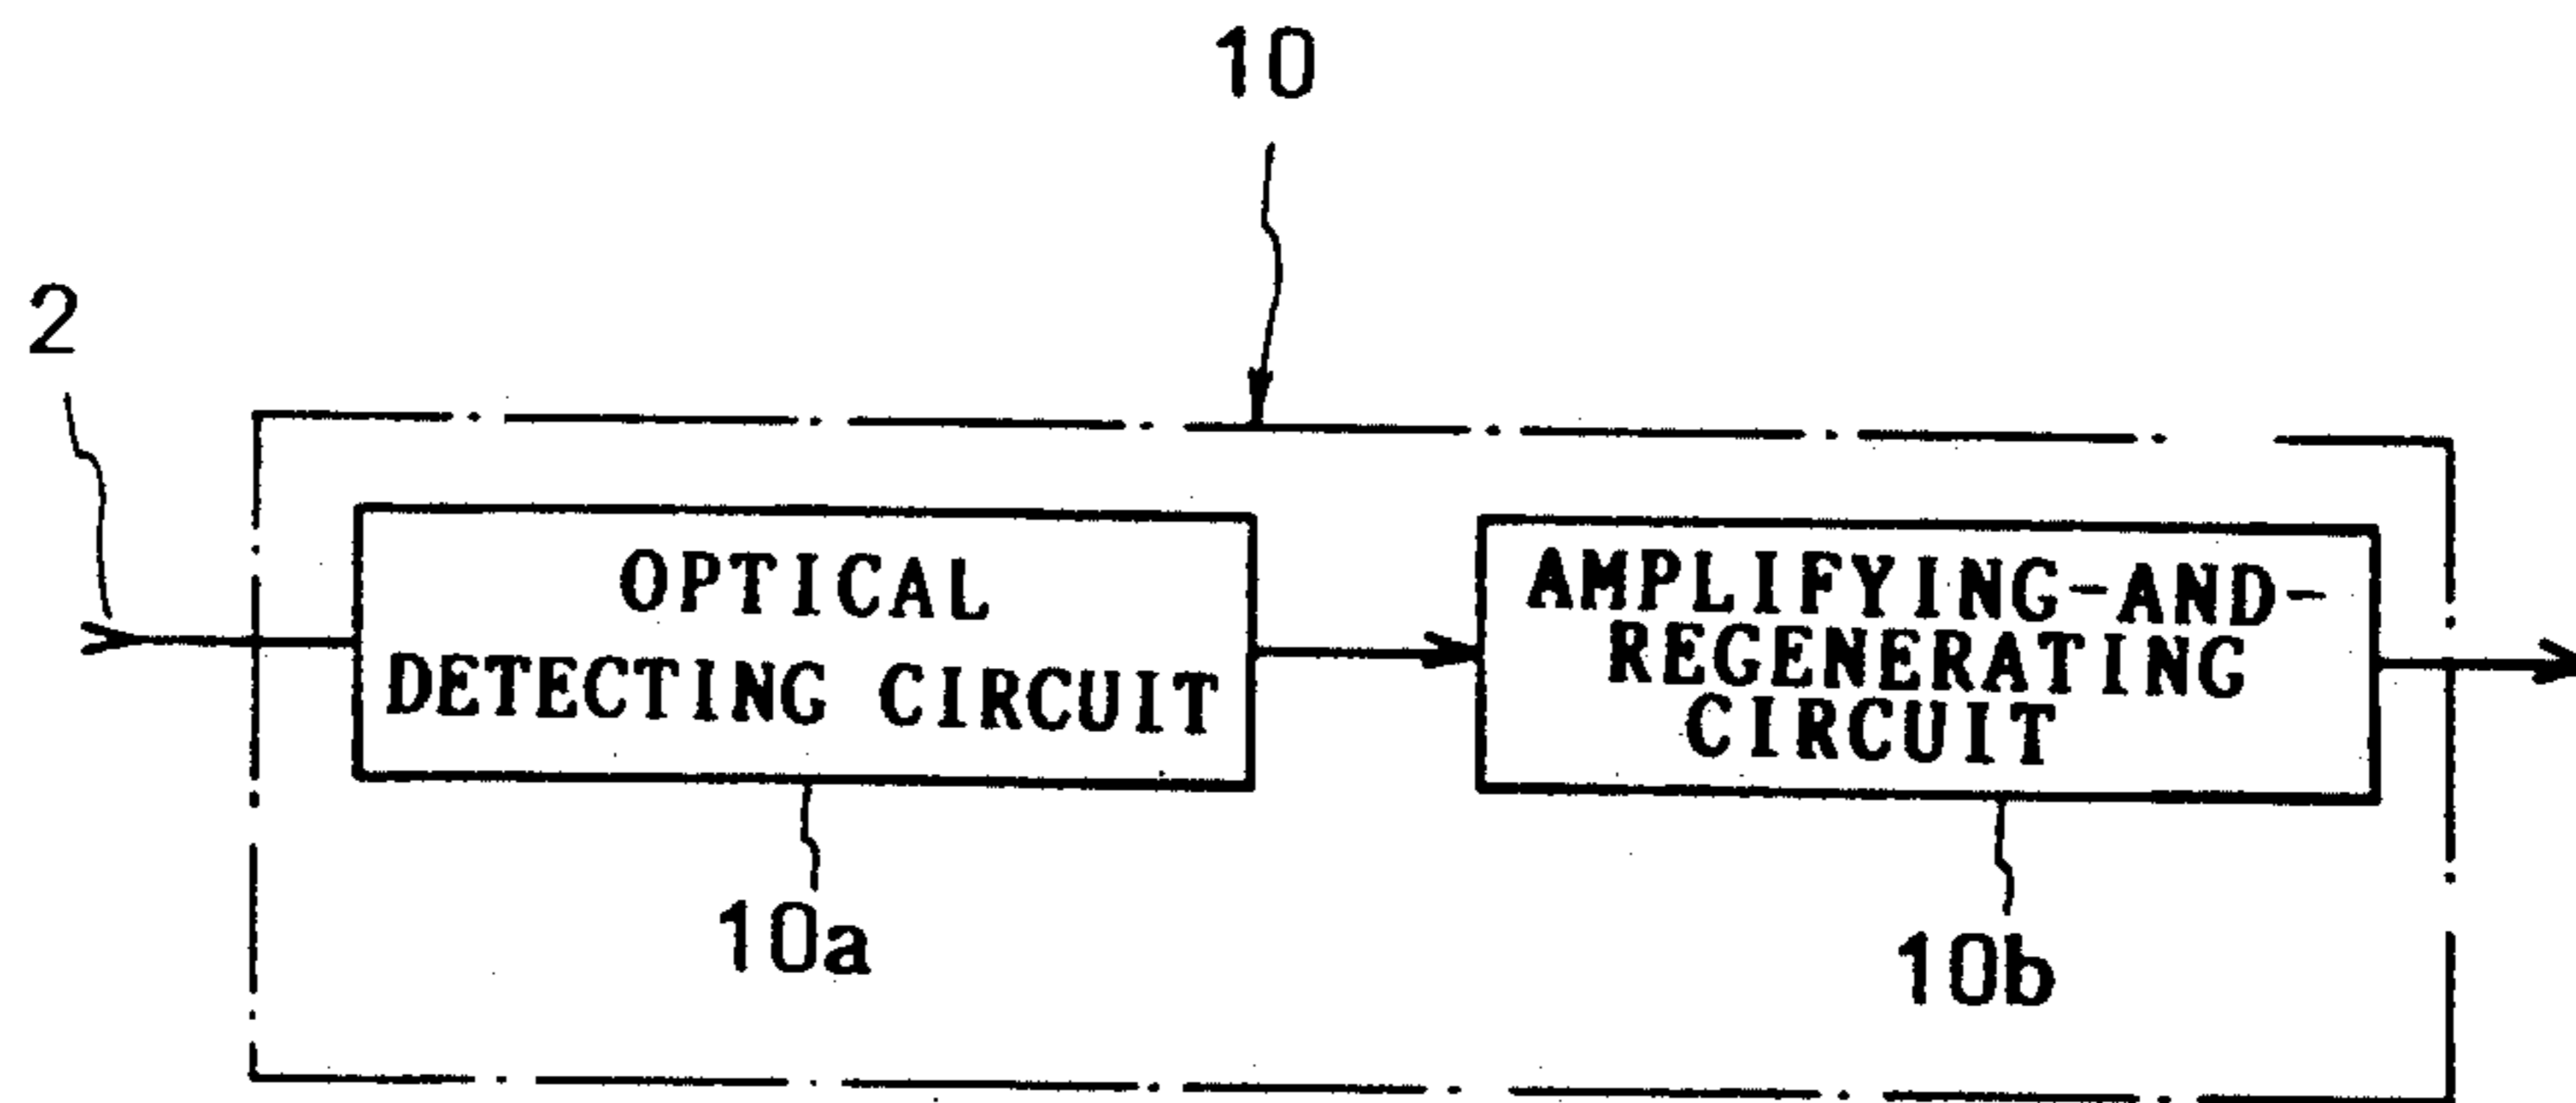 10
2
OPTICAL
DETECTING CIRCUIT
AMPLIFYING-AND-
REGENERATING
CIRCUIT
10a
10b